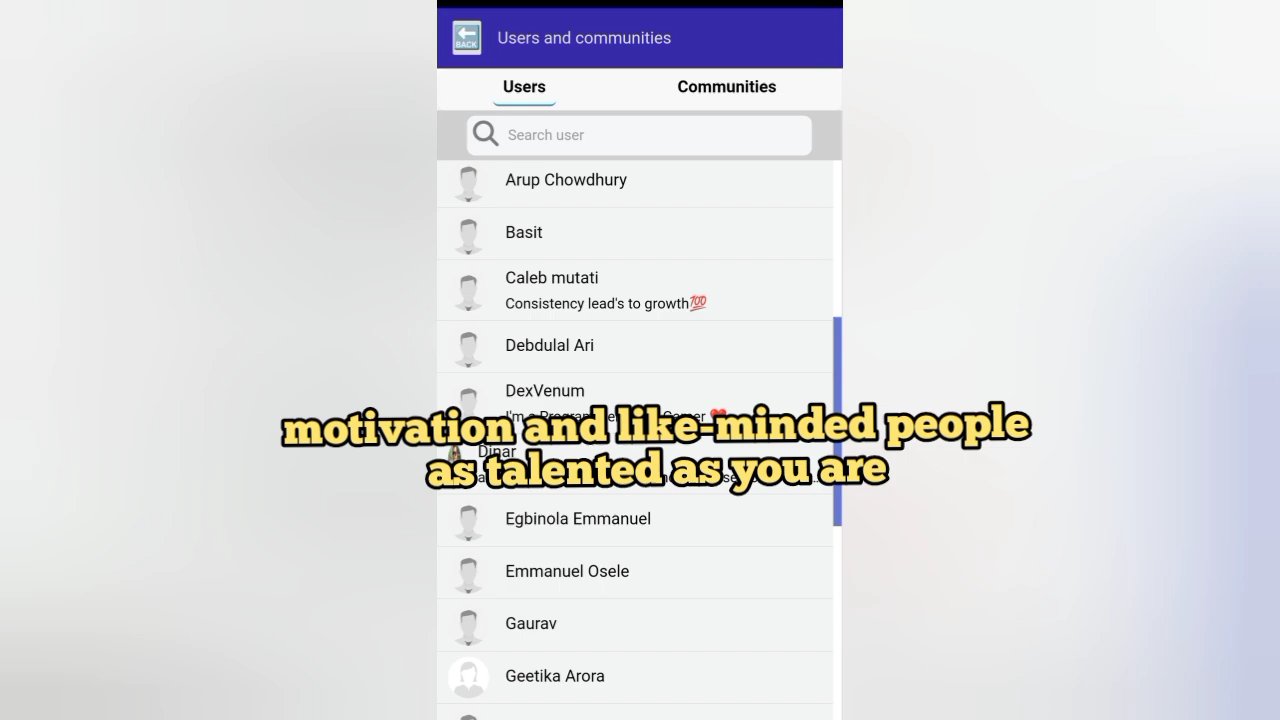 BACK
Users and communities
Users
Communities
Search user
Arup Chowdhury
Basit
Caleb mutati
Consistency lead's to growth💯
Debdulal Ari
DexVenum
I'm a
❤️
motivation and like-minded people
Dinar
as talented as you are
Egbinola Emmanuel
Emmanuel Osele
Gaurav
Geetika Arora